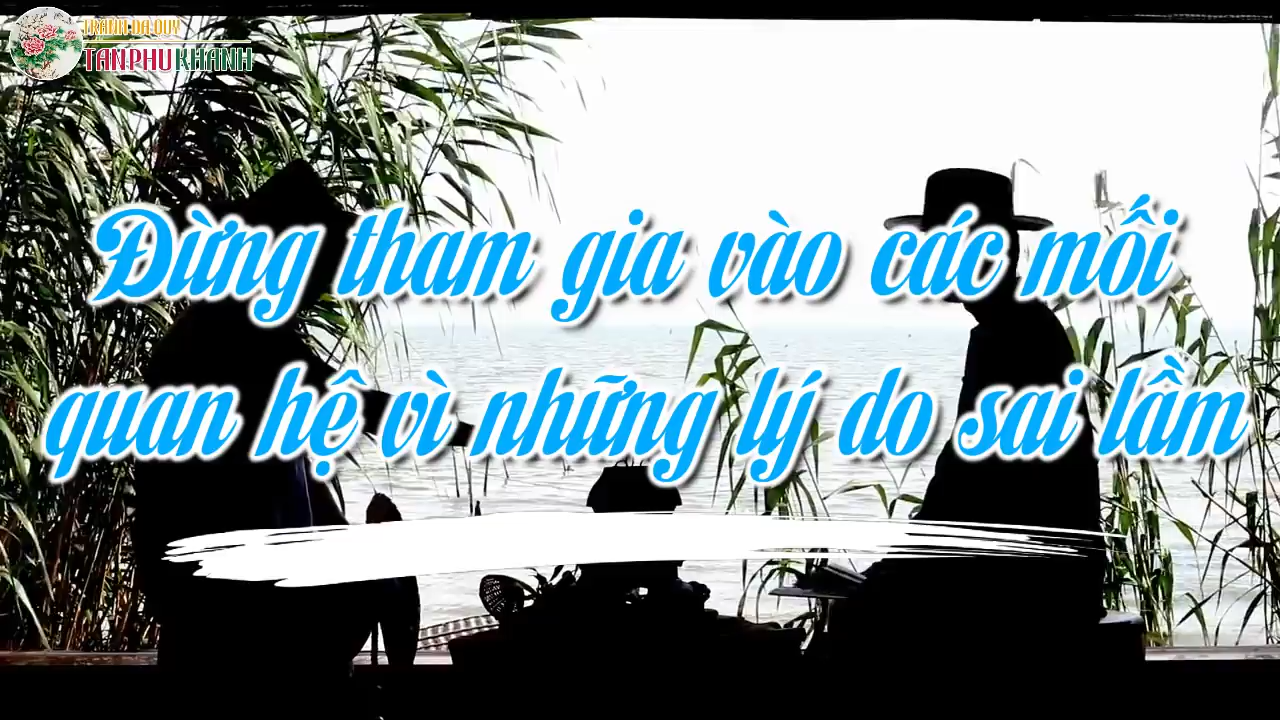 TRANH ĐÁ QUÝ
TANPHUKHANH
Đừng tham gia vào các mối
quan hệ vì những lý do sai lầm